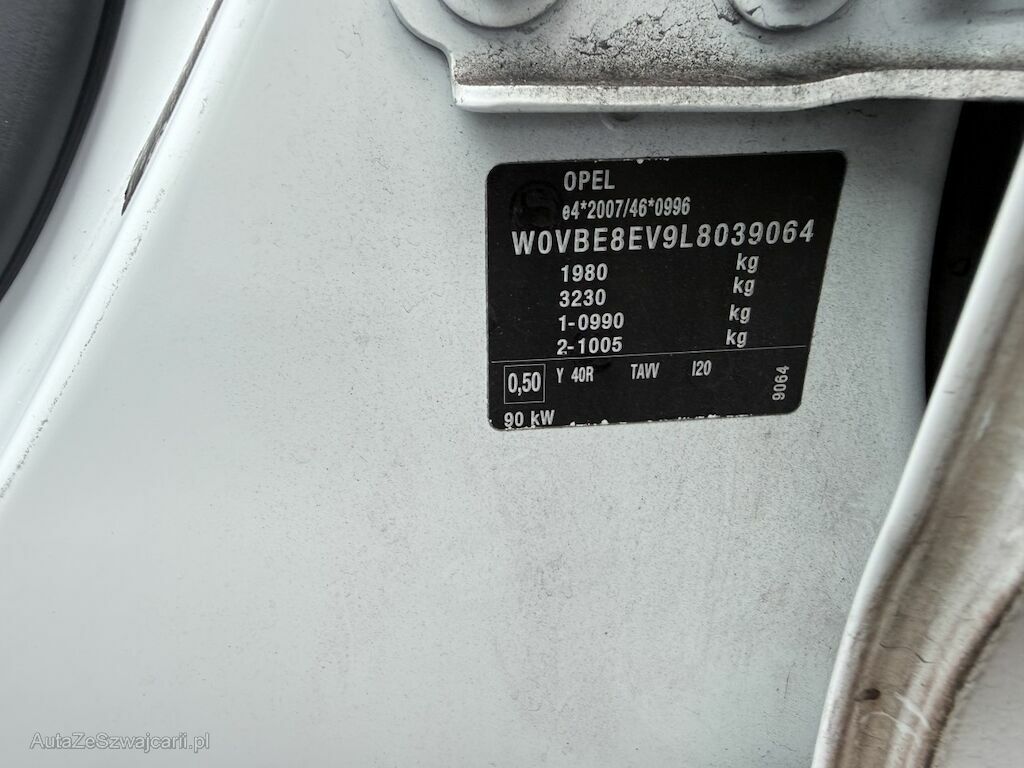 OPEL
e4*2007/46*0996
W0VBE8EV9L8039064
1980 kg
3230 kg
1-0990 kg
2-1005 kg
0,50 Y 40R TAVV I20
9064
90 kW
AutaZeSzwajcarii.pl